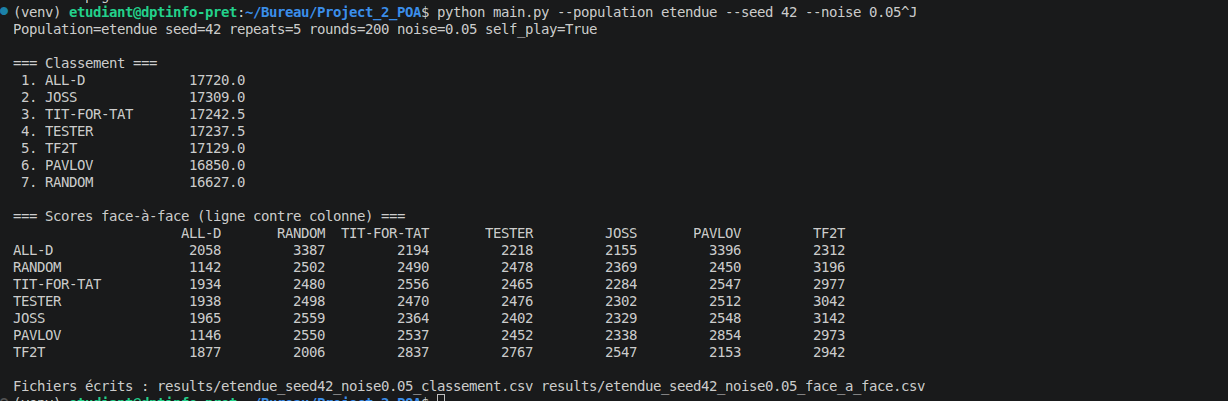 (venv) etudiant@dptinfo-pret:~/Bureau/Project_2_POA$ python main.py --population etendue --seed 42 --noise 0.05^J
Population=etendue seed=42 repeats=5 rounds=200 noise=0.05 self_play=True
=== Classement ===
1. ALL-D 17720.0
2. JOSS 17309.0
3. TIT-FOR-TAT 17242.5
4. TESTER 17237.5
5. TF2T 17129.0
6. PAVLOV 16850.0
7. RANDOM 16627.0
=== Scores face-à-face (ligne contre colonne) ===
ALL-D RANDOM TIT-FOR-TAT TESTER JOSS PAVLOV TF2T
ALL-D 2058 3387 2194 2218 2155 3396 2312
RANDOM 1142 2502 2490 2478 2369 2450 3196
TIT-FOR-TAT 1934 2480 2556 2465 2284 2547 2977
TESTER 1938 2498 2470 2476 2302 2512 3042
JOSS 1965 2559 2364 2402 2329 2548 3142
PAVLOV 1146 2550 2537 2452 2338 2854 2973
TF2T 1877 2006 2837 2767 2547 2153 2942
Fichiers écrits : results/etendue_seed42_noise0.05_classement.csv results/etendue_seed42_noise0.05_face_a_face.csv
(venv) etudiant@dptinfo-pret:~/Bureau/Project_2_POA$